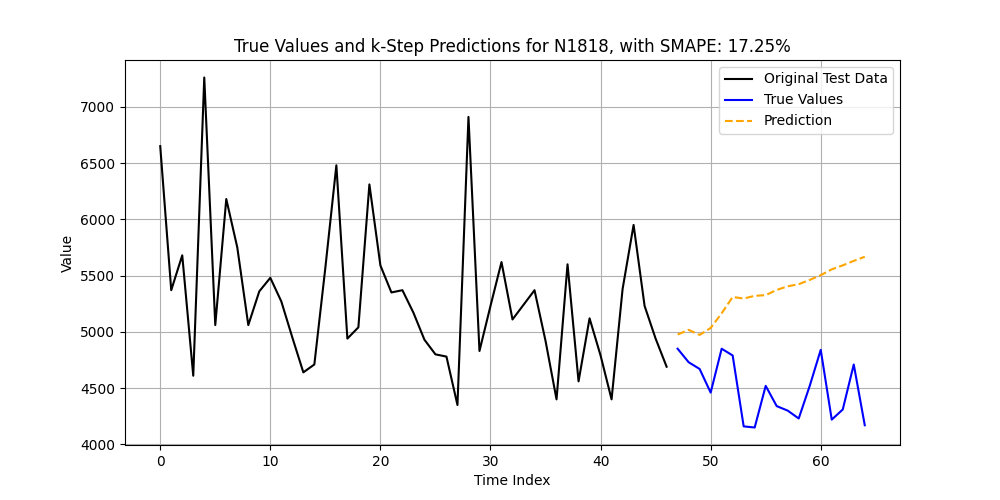 True Values and k-Step Predictions for N1818, with SMAPE: 17.25%
Original Test Data
True Values
Prediction
7000
6500
6000
5500
5000
4500
4000
Value
0 10 20 30 40 50 60
Time Index